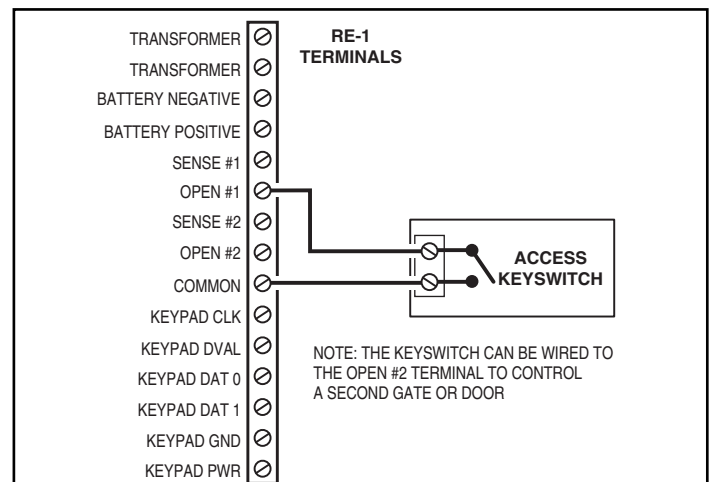 RE-1
TERMINALS
TRANSFORMER
TRANSFORMER
BATTERY NEGATIVE
BATTERY POSITIVE
SENSE #1
OPEN #1
SENSE #2
OPEN #2
COMMON
KEYPAD CLK
KEYPAD DVAL
KEYPAD DAT 0
KEYPAD DAT 1
KEYPAD GND
KEYPAD PWR
ACCESS
KEYSWITCH
NOTE: THE KEYSWITCH CAN BE WIRED TO
THE OPEN #2 TERMINAL TO CONTROL
A SECOND GATE OR DOOR